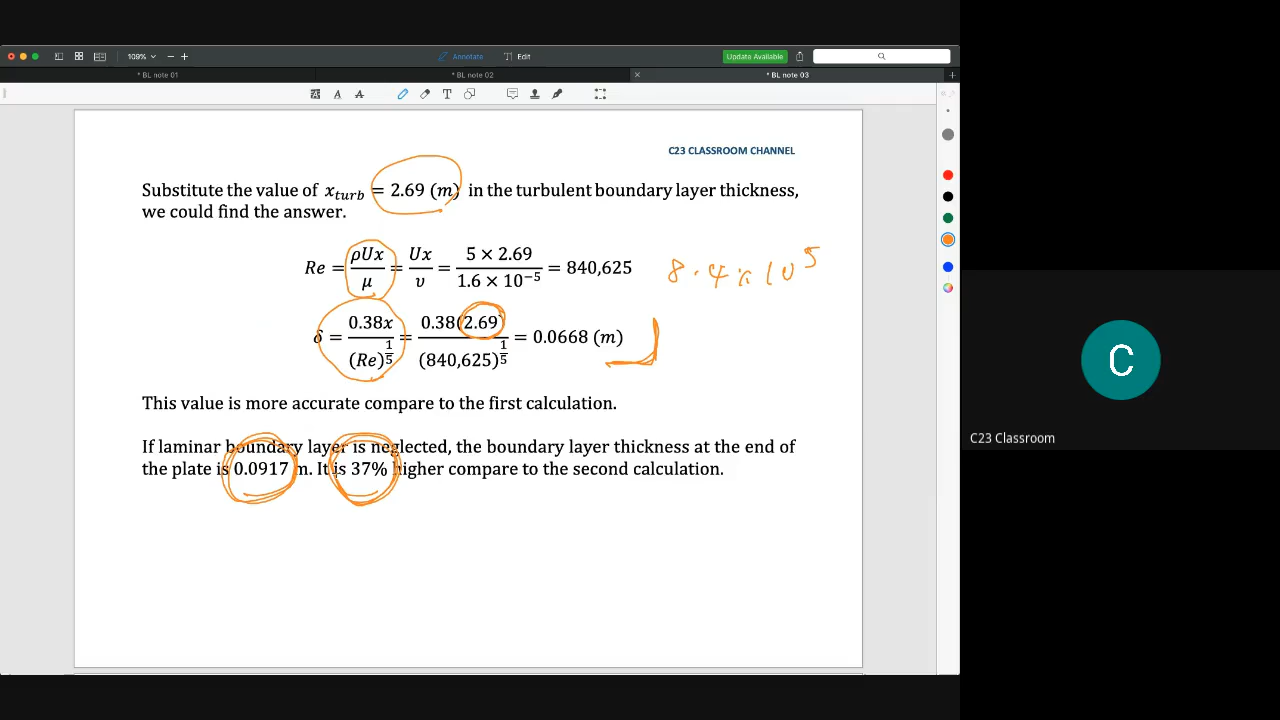 109%
Annotate
Edit
Update Available
* BL note 01
* BL note 02
* BL note 03
C23 CLASSROOM CHANNEL
Substitute the value of x_turb = 2.69 (m) in the turbulent boundary layer thickness,
we could find the answer.
Re = ρUx/μ = Ux/υ = 5 × 2.69/1.6 × 10⁻⁵ = 840,625
8.4 x 10⁵
δ = 0.38x/(Re)^(1/5) = 0.38(2.69)/(840,625)^(1/5) = 0.0668 (m)
This value is more accurate compare to the first calculation.
If laminar boundary layer is neglected, the boundary layer thickness at the end of
the plate is 0.0917 m. It is 37% higher compare to the second calculation.
C
C23 Classroom